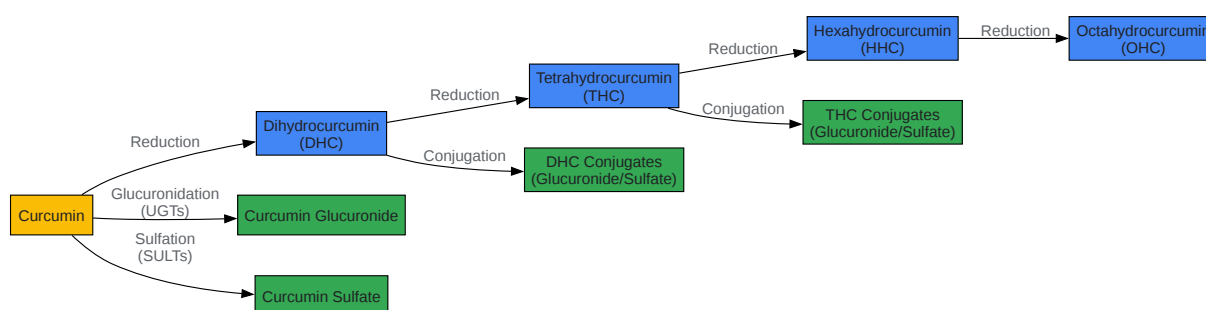 Hexahydrocurcumin
(HHC)
Reduction
Octahydrocurcumin
(OHC)
Reduction
Tetrahydrocurcumin
(THC)
Reduction
Conjugation
THC Conjugates
(Glucuronide/Sulfate)
Dihydrocurcumin
(DHC)
Reduction
Conjugation
DHC Conjugates
(Glucuronide/Sulfate)
Curcumin
Glucuronidation
(UGTs)
Curcumin Glucuronide
Sulfation
(SULTs)
Curcumin Sulfate